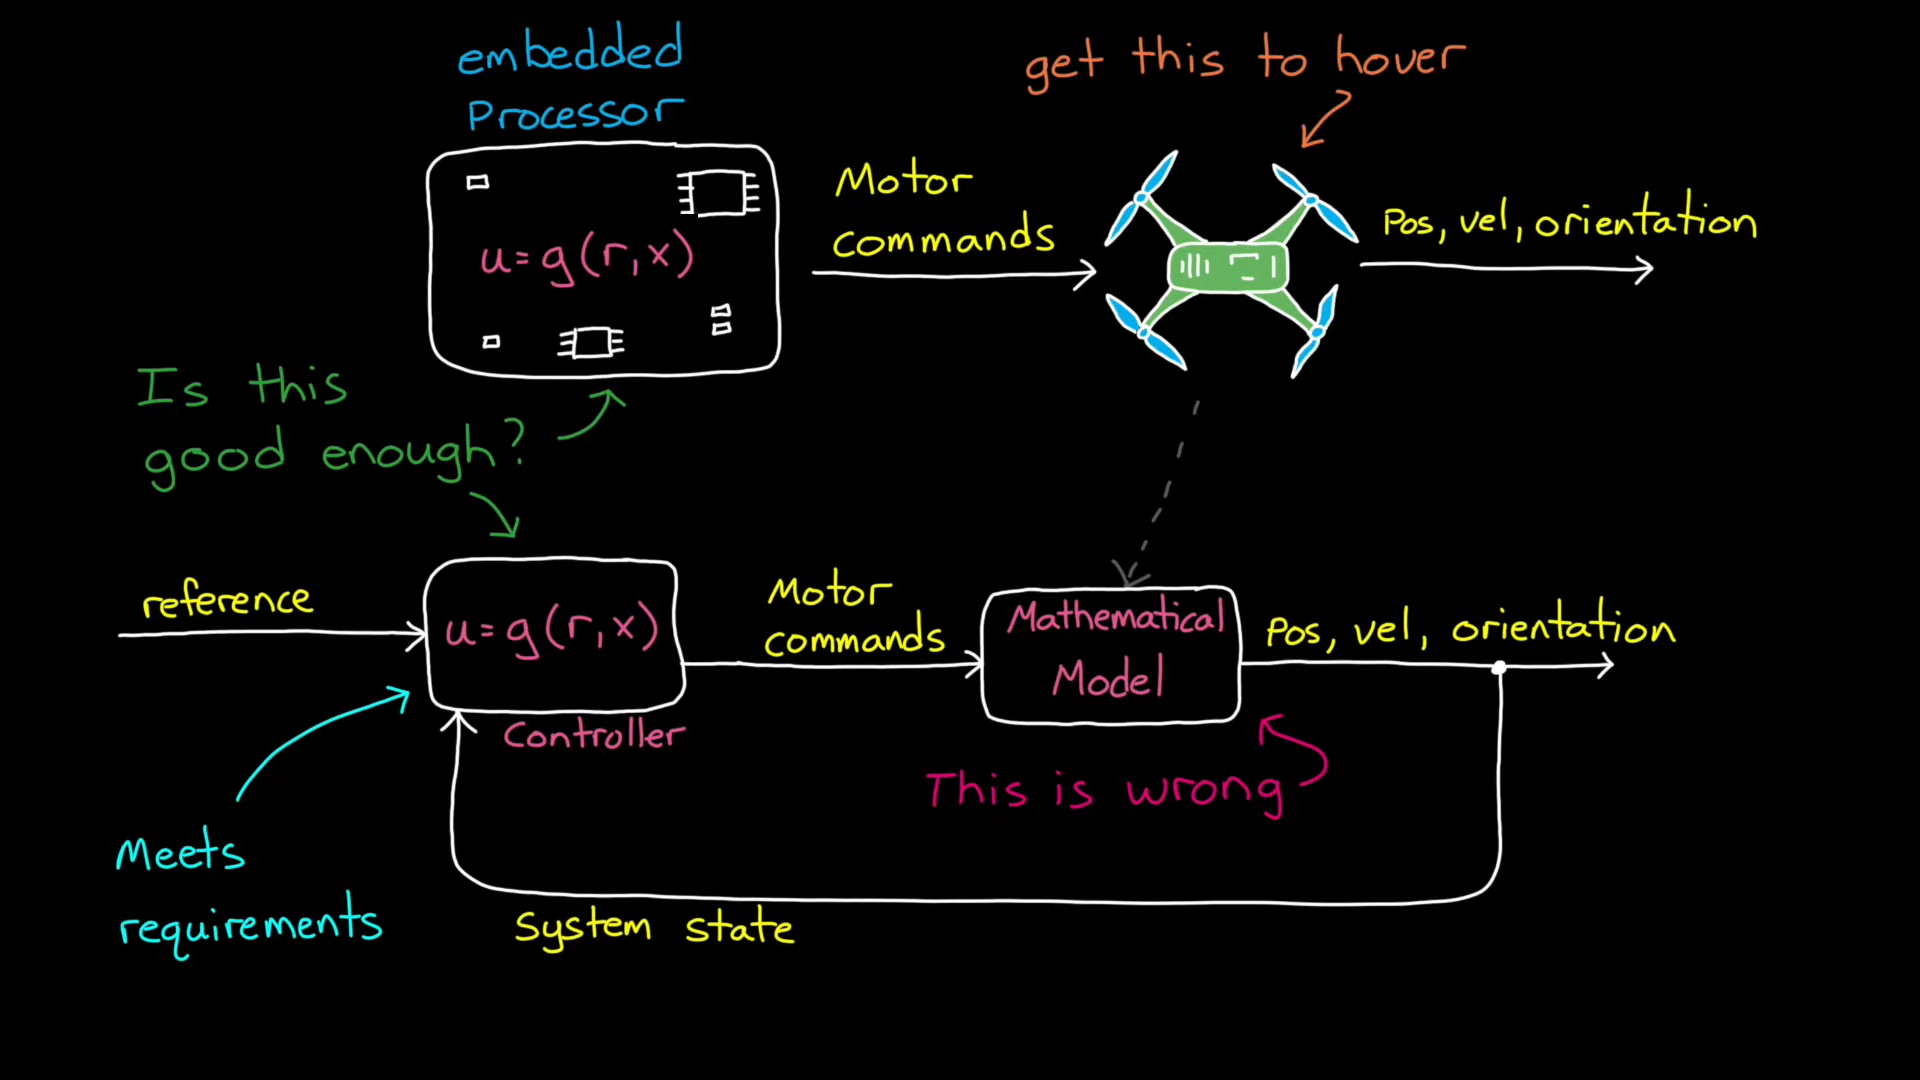 embedded
Processor
get this to hover
Motor
commands
Pos, vel, orientation
u=g(r,x)
Is this
good enough?
reference
u=g(r,x)
Controller
Motor
commands
Mathematical
Model
Pos, vel, orientation
This is wrong
Meets
requirements
System state